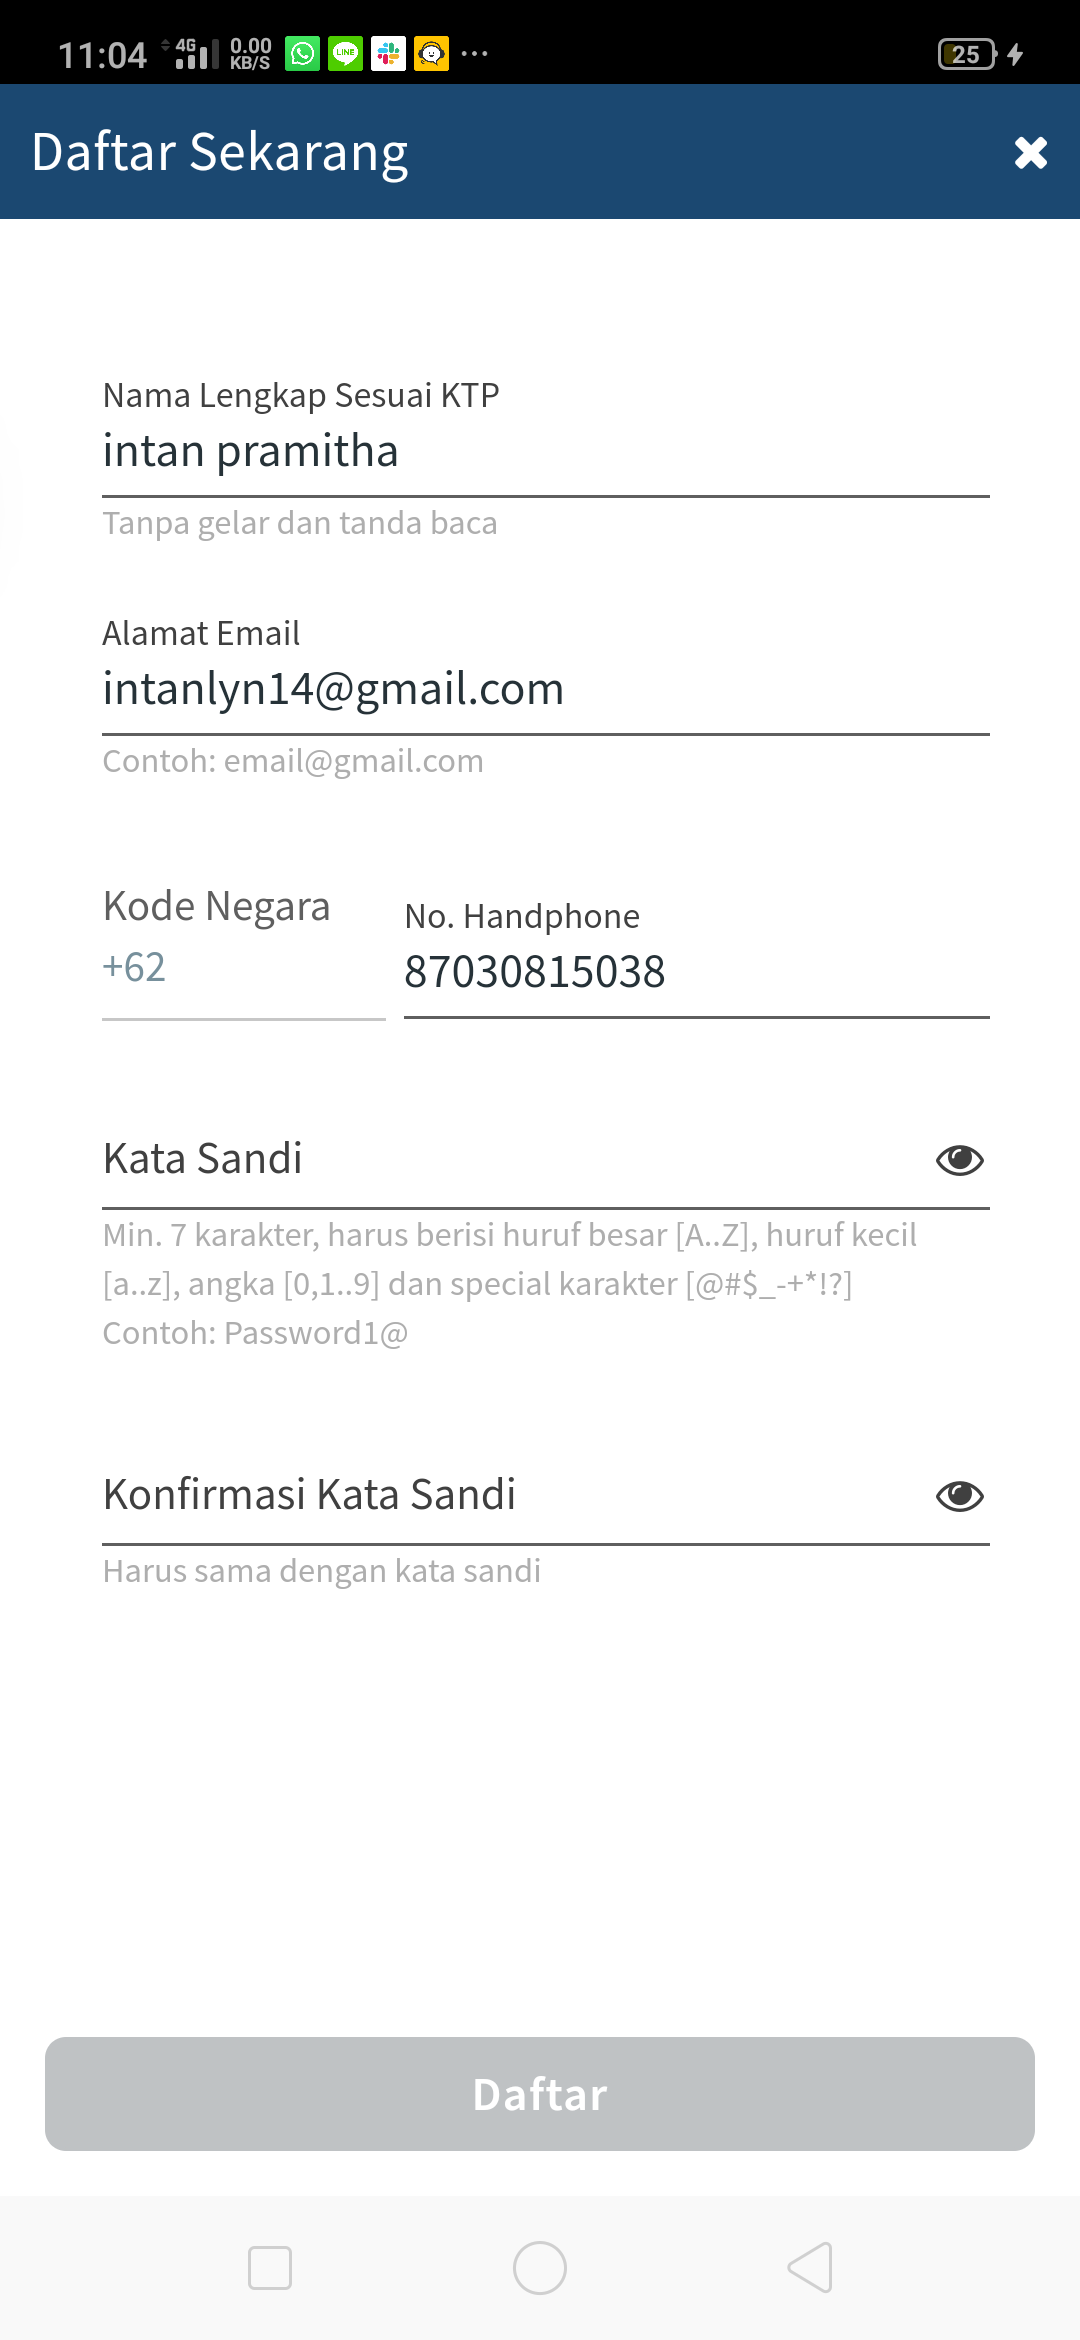 11:04 4G 0.00 KB/S LINE 25
Daftar Sekarang
Nama Lengkap Sesuai KTP
intan pramitha
Tanpa gelar dan tanda baca
Alamat Email
intanlyn14@gmail.com
Contoh: email@gmail.com
Kode Negara
+62
No. Handphone
87030815038
Kata Sandi
Min. 7 karakter, harus berisi huruf besar [A..Z], huruf kecil
[a..z], angka [0,1..9] dan special karakter [@#$_-+*!?]
Contoh: Password1@
Konfirmasi Kata Sandi
Harus sama dengan kata sandi
Daftar